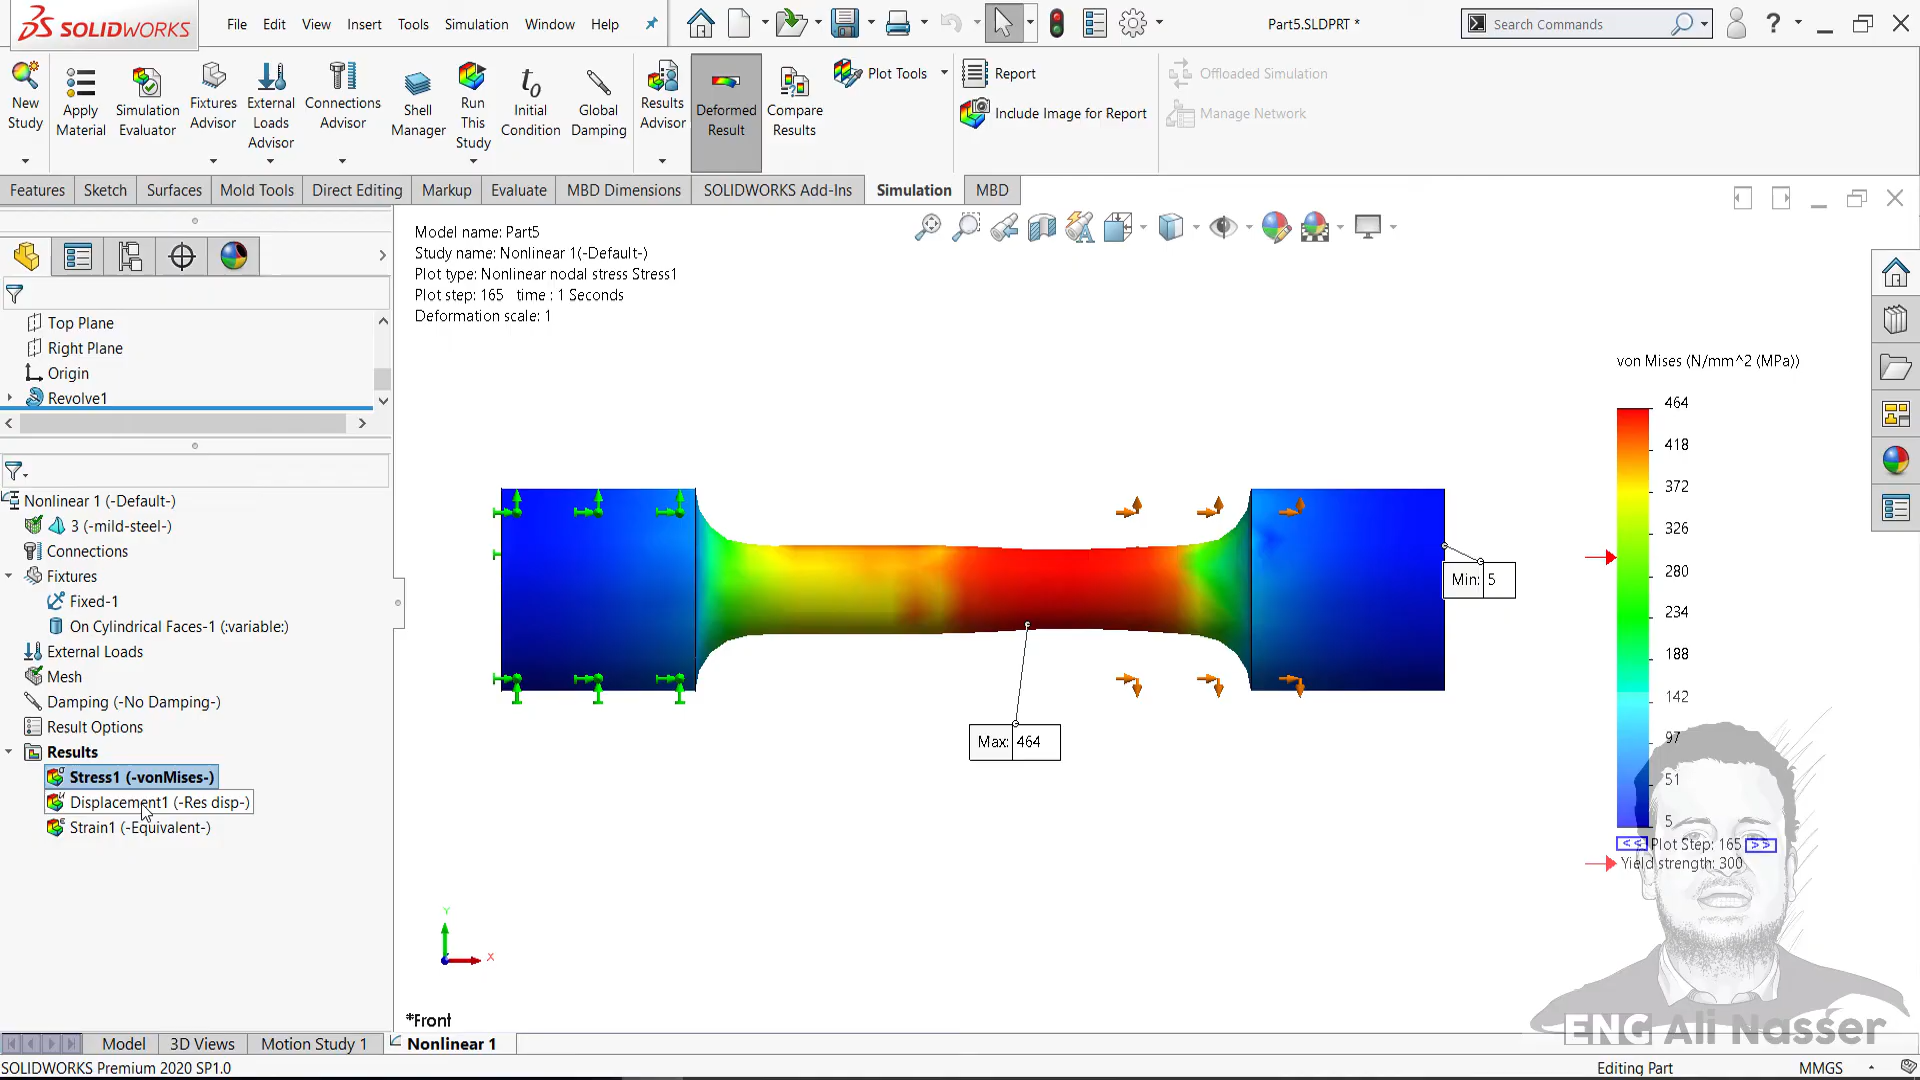 SOLIDWORKS
File Edit View Insert Tools Simulation Window Help
Part5.SLDPRT *
Search Commands
New Study
Apply Material
Simulation Evaluator
Fixtures Advisor
External Loads Advisor
Connections Advisor
Shell Manager
Run This Study
t0
Initial Condition
Global Damping
Results Advisor
Deformed Result
Compare Results
Plot Tools
Report
Include Image for Report
Offloaded Simulation
Manage Network
Features Sketch Surfaces Mold Tools Direct Editing Markup Evaluate MBD Dimensions SOLIDWORKS Add-Ins Simulation MBD
Top Plane
Right Plane
Origin
Revolve1
Nonlinear 1 (-Default-)
3 (-mild-steel-)
Connections
Fixtures
Fixed-1
On Cylindrical Faces-1 (:variable:)
External Loads
Mesh
Damping (-No Damping-)
Result Options
Results
Stress1 (-vonMises-)
Displacement1 (-Res disp-)
Strain1 (-Equivalent-)
Model name: Part5
Study name: Nonlinear 1(-Default-)
Plot type: Nonlinear nodal stress Stress1
Plot step: 165 time : 1 Seconds
Deformation scale: 1
von Mises (N/mm^2 (MPa))
464
418
372
326
280
234
188
142
97
51
5
<< Plot Step: 165 >>
Yield strength: 300
Min: 5
Max: 464
Y
X
*Front
ENG Ali Nasser
Model 3D Views Motion Study 1 Nonlinear 1
SOLIDWORKS Premium 2020 SP1.0
Editing Part
MMGS